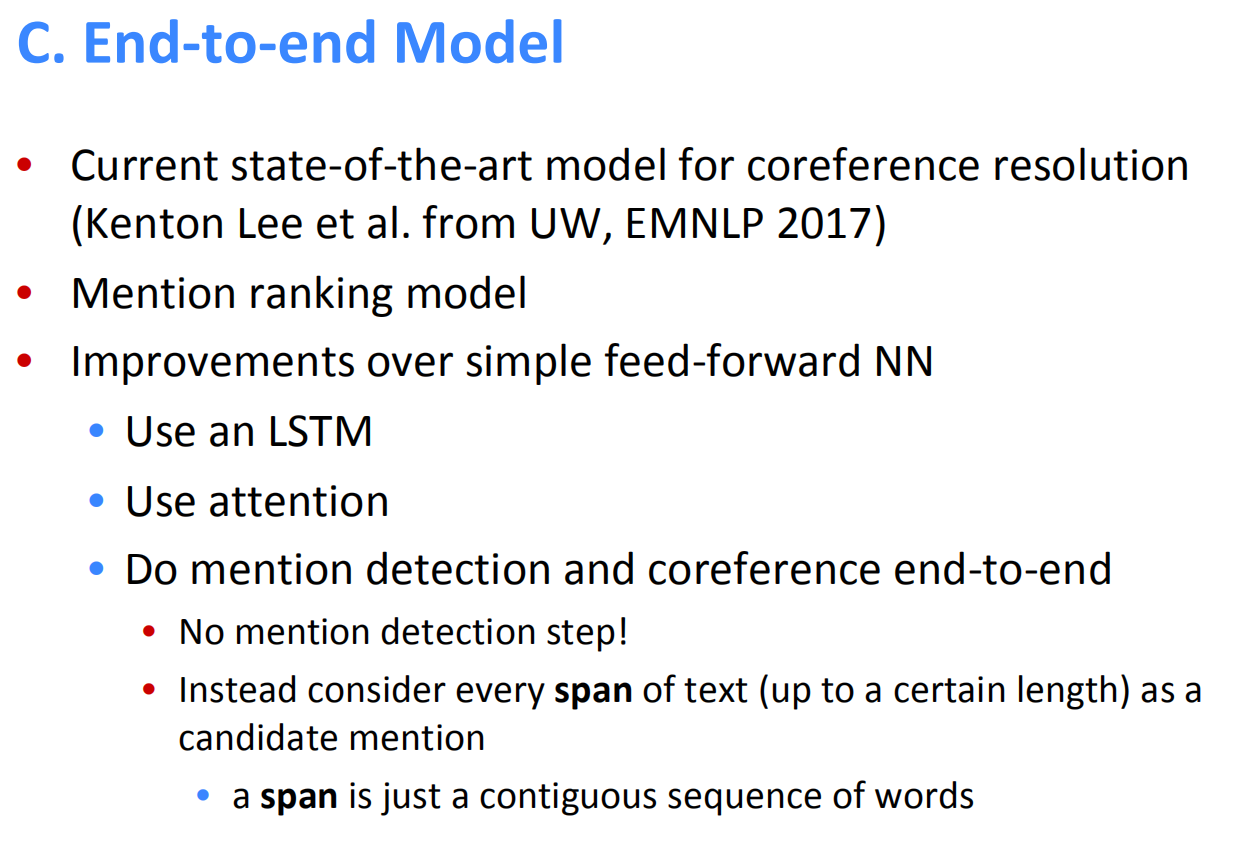 C. End-to-end Model
• Current state-of-the-art model for coreference resolution
(Kenton Lee et al. from UW, EMNLP 2017)
• Mention ranking model
• Improvements over simple feed-forward NN
• Use an LSTM
• Use attention
• Do mention detection and coreference end-to-end
• No mention detection step!
• Instead consider every span of text (up to a certain length) as a
candidate mention
• a span is just a contiguous sequence of words